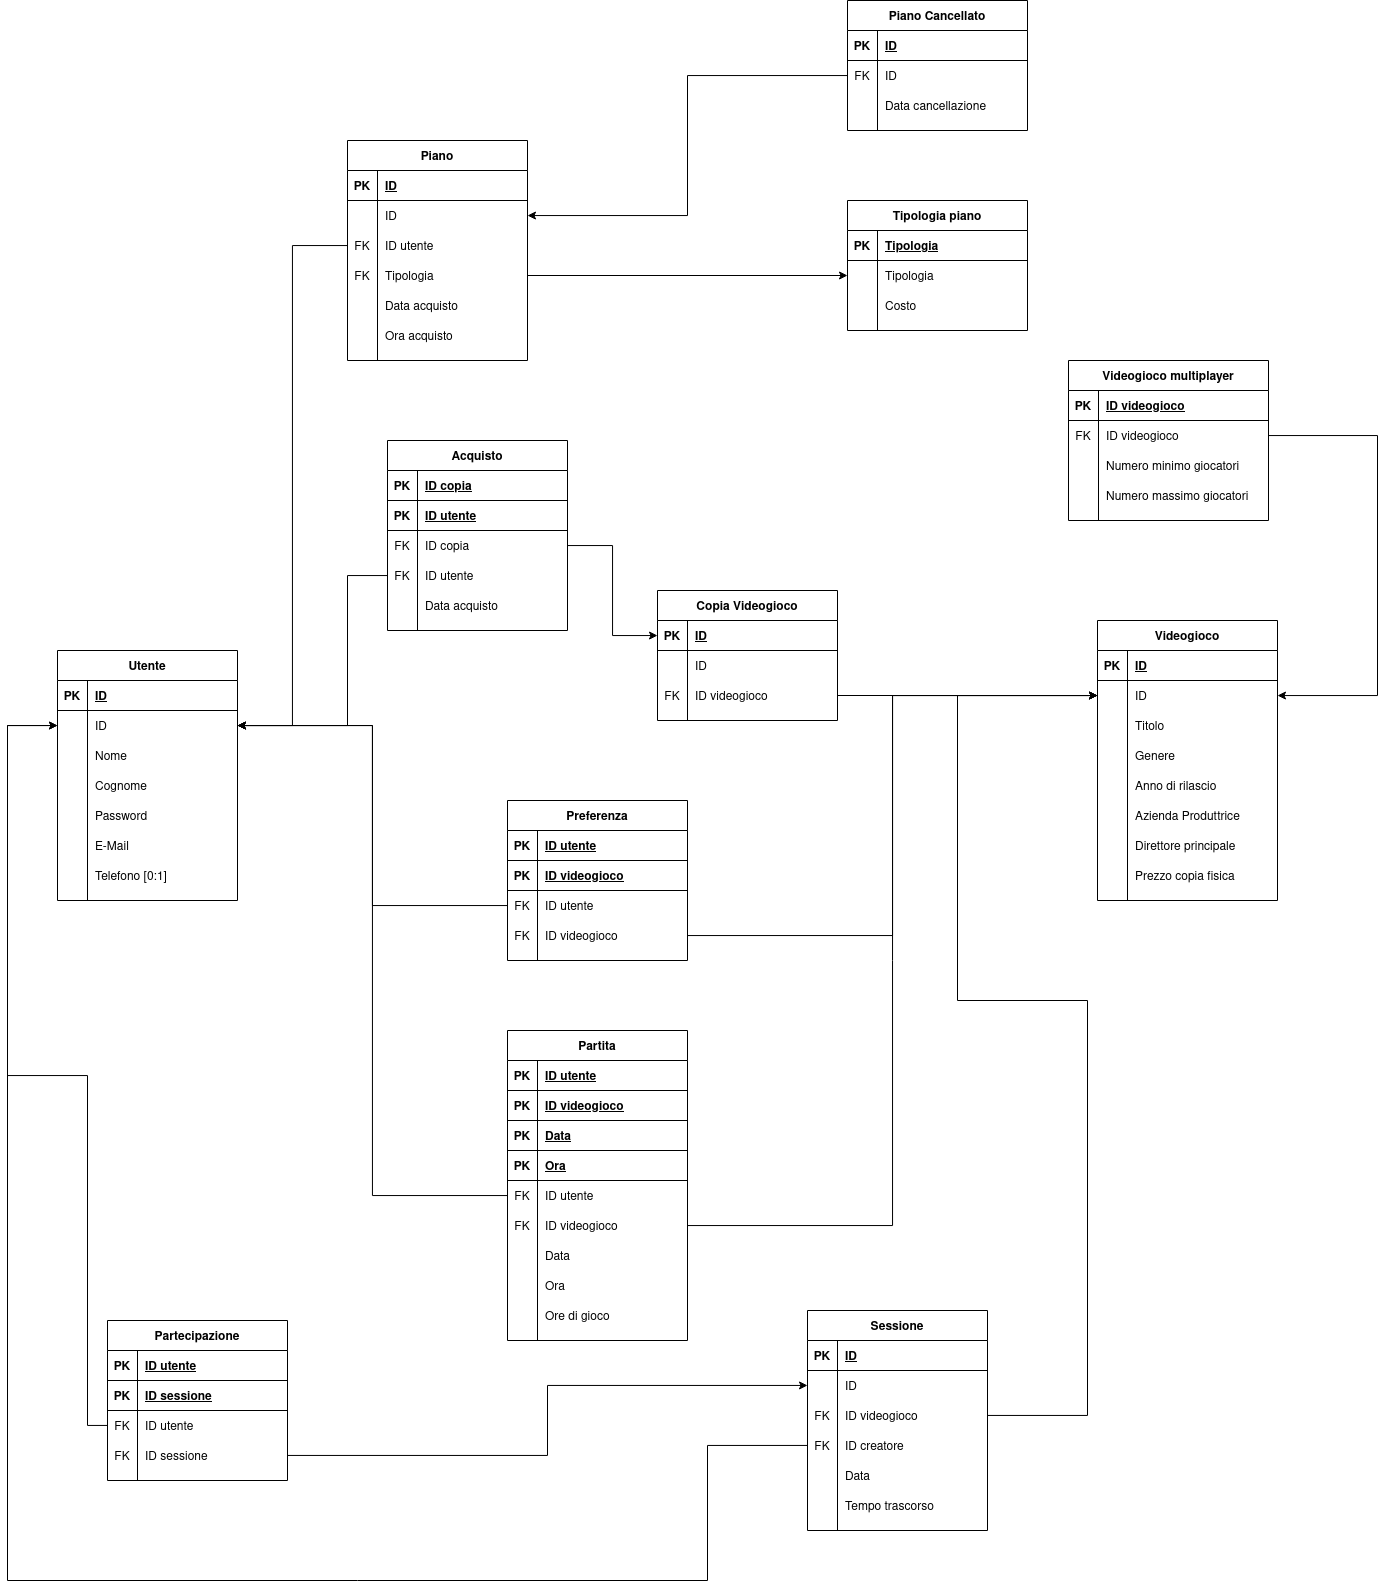 Piano Cancellato
PK ID
FK ID
Data cancellazione
Piano
PK ID
ID
FK ID utente
FK Tipologia
Data acquisto
Ora acquisto
Tipologia piano
PK Tipologia
Tipologia
Costo
Videogioco multiplayer
PK ID videogioco
FK ID videogioco
Numero minimo giocatori
Numero massimo giocatori
Acquisto
PK ID copia
PK ID utente
FK ID copia
FK ID utente
Data acquisto
Copia Videogioco
PK ID
ID
FK ID videogioco
Videogioco
PK ID
ID
Titolo
Genere
Anno di rilascio
Azienda Produttrice
Direttore principale
Prezzo copia fisica
Utente
PK ID
ID
Nome
Cognome
Password
E-Mail
Telefono [0:1]
Preferenza
PK ID utente
PK ID videogioco
FK ID utente
FK ID videogioco
Partita
PK ID utente
PK ID videogioco
PK Data
PK Ora
FK ID utente
FK ID videogioco
Data
Ora
Ore di gioco
Partecipazione
PK ID utente
PK ID sessione
FK ID utente
FK ID sessione
Sessione
PK ID
ID
FK ID videogioco
FK ID creatore
Data
Tempo trascorso